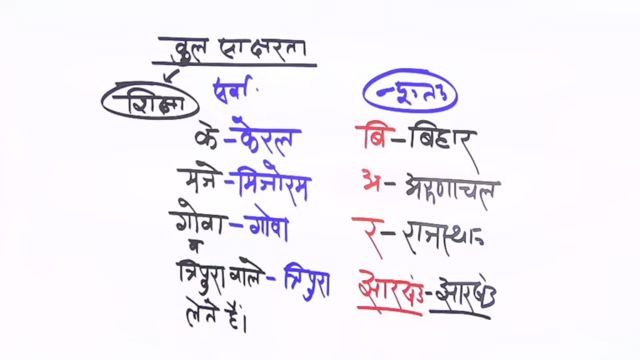 कुल साक्षरता
शिक्षा
सर्वा.
न्यूनतम
के – केरल
मजे – मिजोरम
गोवा – गोवा
व
त्रिपुरा वाले – त्रिपुरा
लेते हैं।
बि – बिहार
अ – अरुणाचल
र – राजस्थान
झारखंड – झारखंड